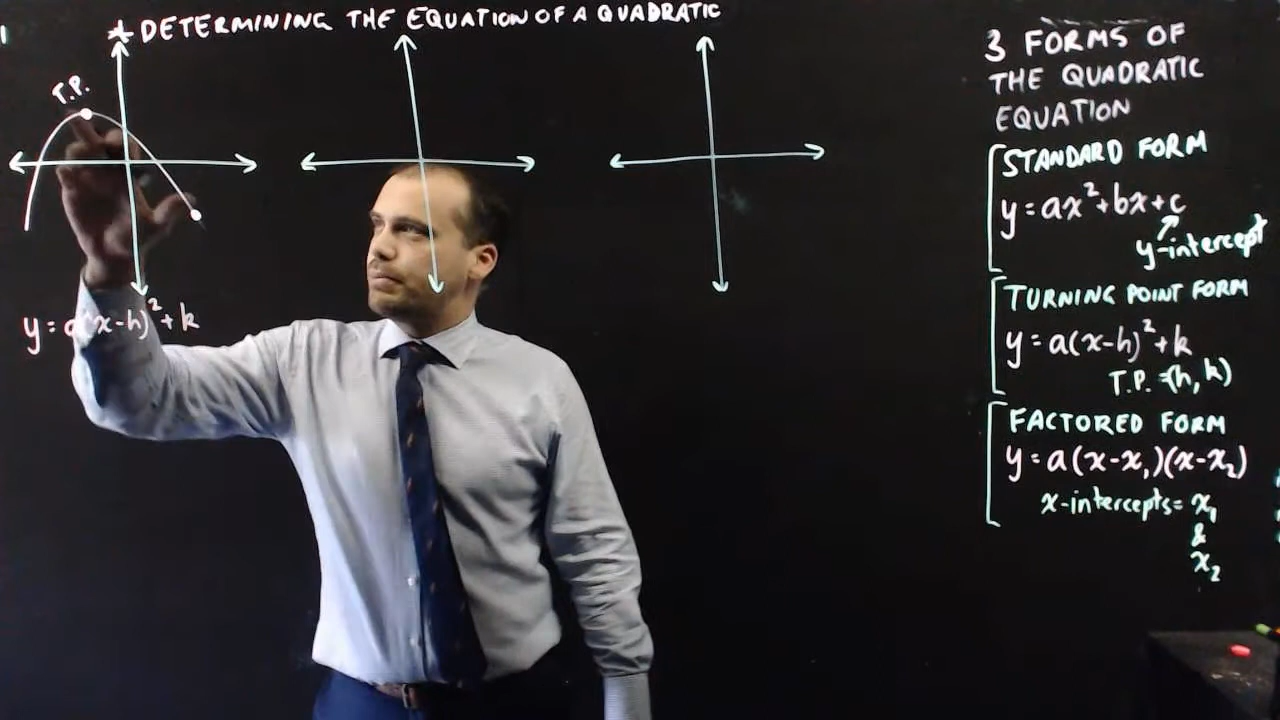 * DETERMINING THE EQUATION OF A QUADRATIC
T.P.
y = a(x-h)²+k
3 FORMS OF
THE QUADRATIC
EQUATION
STANDARD FORM
y = ax²+bx+c
y-intercept
TURNING POINT FORM
y = a(x-h)²+k
T.P. =(h, k)
FACTORED FORM
y = a(x-x₁)(x-x₂)
x-intercepts= x₁
&
x₂